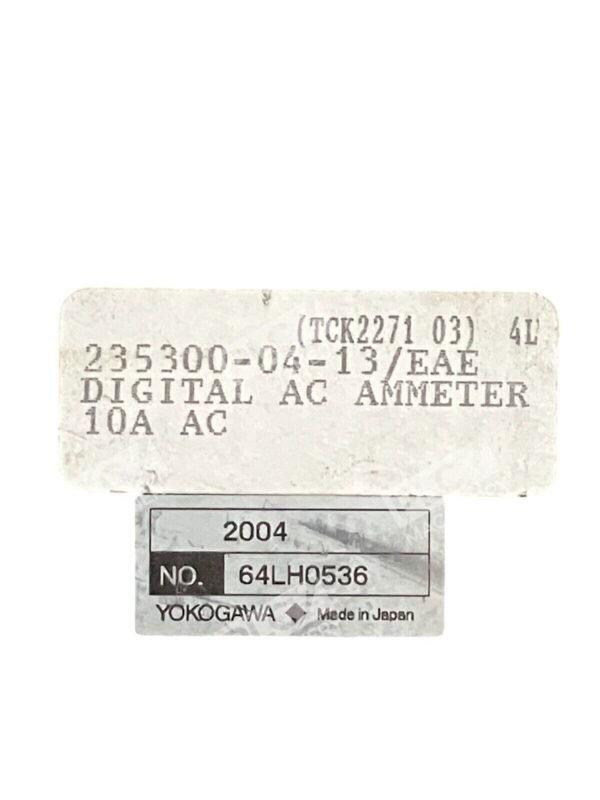 (TCK2271 03) 4L
235300-04-13/EAE
DIGITAL AC AMMETER
10A AC
2004
NO. 64LH0536
YOKOGAWA Made in Japan